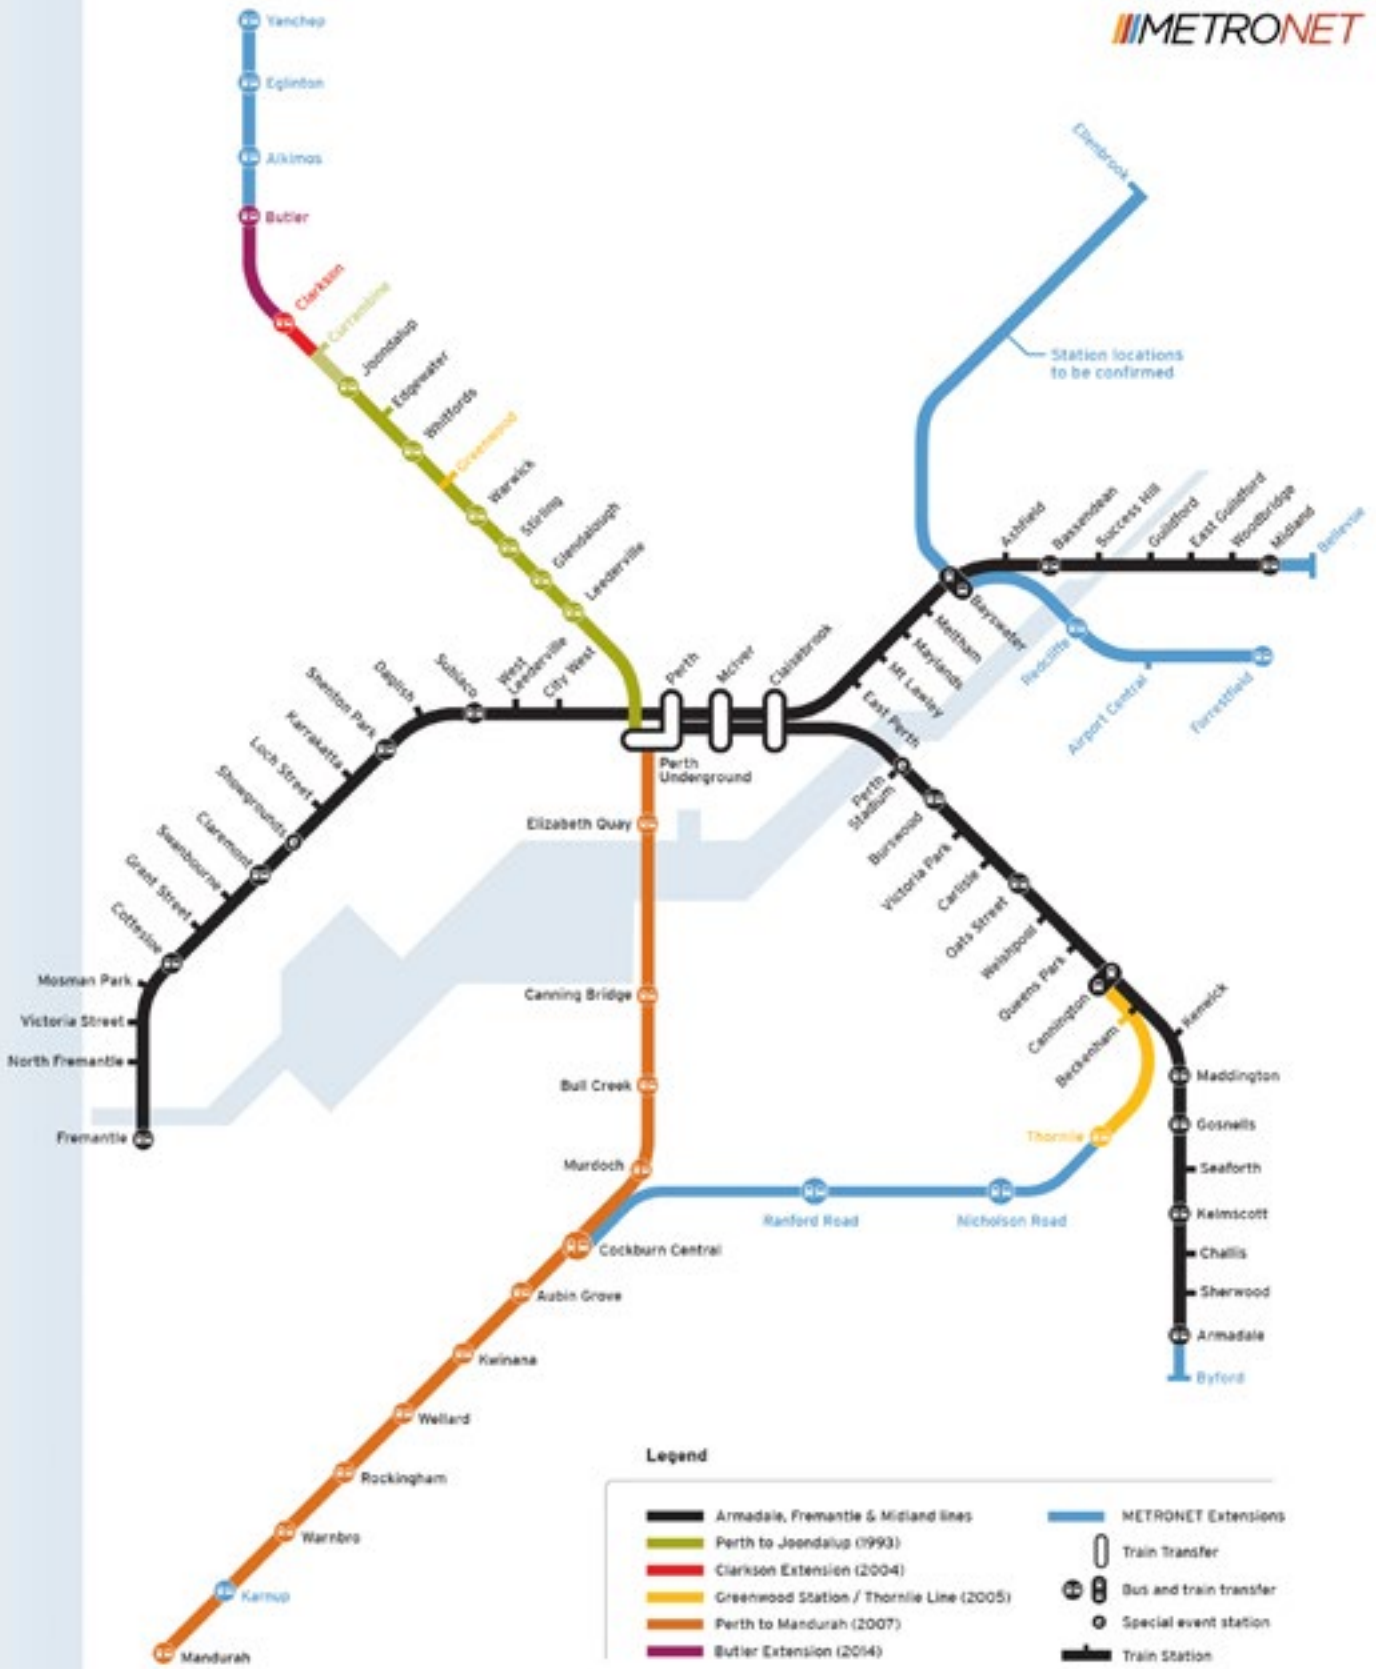 METRONET
Yanchep
Eglinton
Alkimos
Butler
Clarkson
Currambine
Joondalup
Edgewater
Whitfords
Greenwood
Warwick
Stirling
Glendalough
Leederville
Ellenbrook
Station locations
to be confirmed
Ashfield
Bassendean
Success Hill
Guildford
East Guildford
Woodbridge
Midland
Bellevue
Bayswater
Meltham
Maylands
Mt Lawley
East Perth
Redcliffe
Airport Central
Forrestfield
Claisebrook
McIver
Perth
Perth
Underground
City West
West
Leederville
Subiaco
Daglish
Shenton Park
Karrakatta
Loch Street
Showgrounds
Claremont
Swanbourne
Grant Street
Cottesloe
Mosman Park
Victoria Street
North Fremantle
Fremantle
Elizabeth Quay
Canning Bridge
Bull Creek
Murdoch
Cockburn Central
Aubin Grove
Kwinana
Wellard
Rockingham
Warnbro
Karnup
Mandurah
Perth
Stadium
Burswood
Victoria Park
Carlisle
Oats Street
Welshpool
Queens Park
Cannington
Beckenham
Kenwick
Thornlie
Nicholson Road
Ranford Road
Maddington
Gosnells
Seaforth
Kelmscott
Challis
Sherwood
Armadale
Byford
Legend
Armadale, Fremantle & Midland lines
Perth to Joondalup (1993)
Clarkson Extension (2004)
Greenwood Station / Thornlie Line (2005)
Perth to Mandurah (2007)
Butler Extension (2014)
METRONET Extensions
Train Transfer
Bus and train transfer
Special event station
Train Station